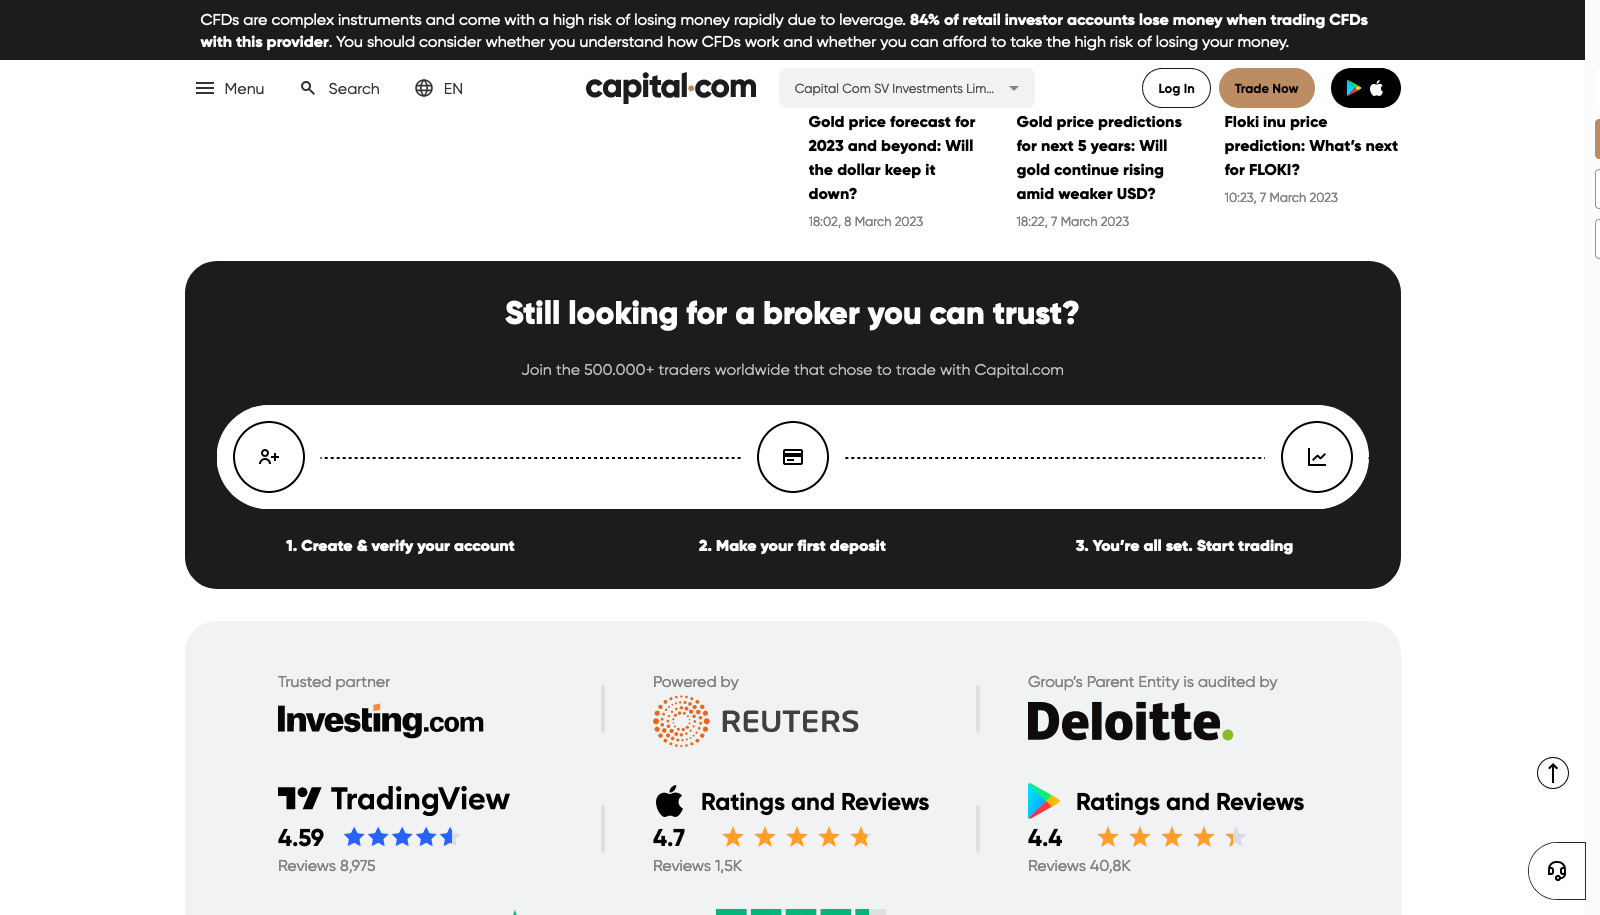 CFDs are complex instruments and come with a high risk of losing money rapidly due to leverage. 84% of retail investor accounts lose money when trading CFDs
with this provider. You should consider whether you understand how CFDs work and whether you can afford to take the high risk of losing your money.
Menu
Search
EN
capital.com
Capital Com SV Investments Lim...
Log In
Trade Now
Gold price forecast for
2023 and beyond: Will
the dollar keep it
down?
18:02, 8 March 2023
Gold price predictions
for next 5 years: Will
gold continue rising
amid weaker USD?
18:22, 7 March 2023
Floki inu price
prediction: What's next
for FLOKI?
10:23, 7 March 2023
Still looking for a broker you can trust?
Join the 500.000+ traders worldwide that chose to trade with Capital.com
1. Create & verify your account
2. Make your first deposit
3. You're all set. Start trading
Trusted partner
Investing.com
Powered by
REUTERS
Group's Parent Entity is audited by
Deloitte.
TradingView
4.59
Reviews 8,975
Ratings and Reviews
4.7
Reviews 1,5K
Ratings and Reviews
4.4
Reviews 40,8K